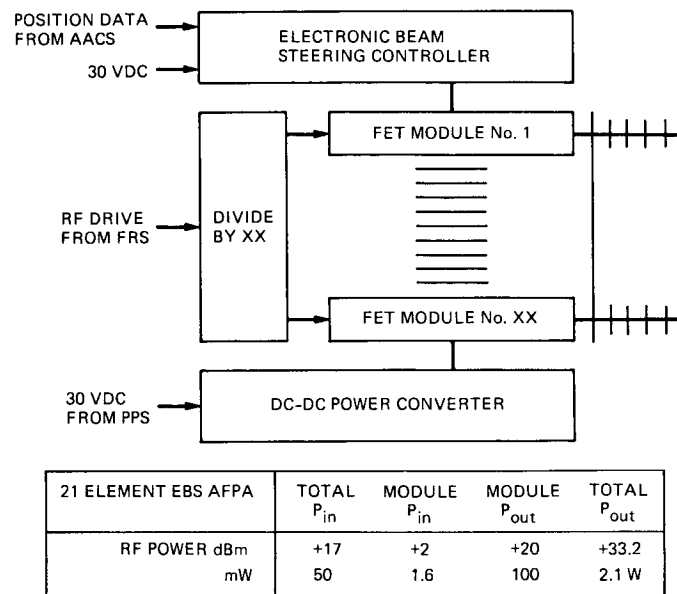 POSITION DATA
FROM AACS
30 VDC
ELECTRONIC BEAM
STEERING CONTROLLER
FET MODULE No. 1
RF DRIVE
FROM FRS
DIVIDE
BY XX
FET MODULE No. XX
30 VDC
FROM PPS
DC-DC POWER CONVERTER
21 ELEMENT EBS AFPA TOTAL Pin MODULE Pin MODULE Pout TOTAL Pout
RF POWER dBm +17 +2 +20 +33.2
mW 50 1.6 100 2.1 W